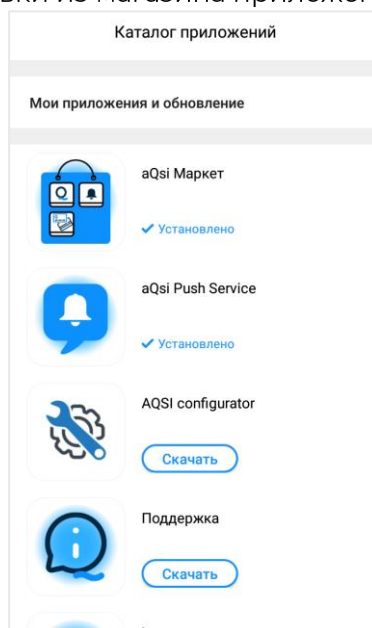 Каталог приложений
Мои приложения и обновление
aQsi Маркет
Установлено
aQsi Push Service
Установлено
AQSI configurator
Скачать
Поддержка
Скачать